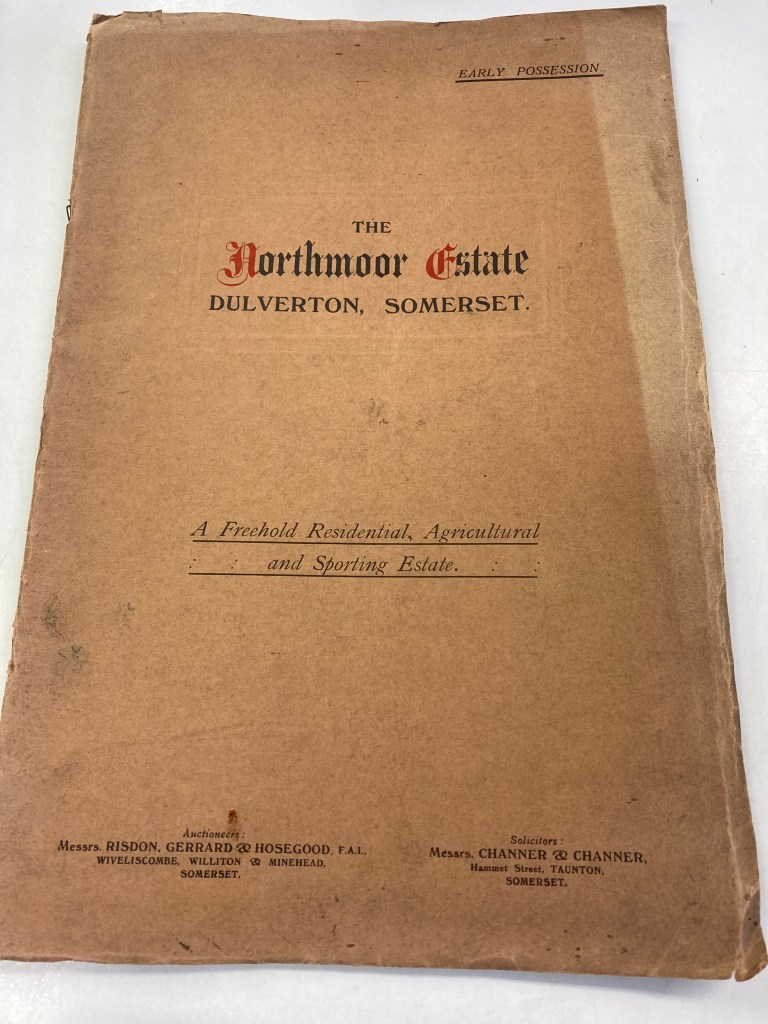 EARLY POSSESSION
THE
Northmoor Estate
DULVERTON, SOMERSET.
A Freehold Residential, Agricultural
: : and Sporting Estate. : :
Auctioneers:
Messrs. RISDON, GERRARD & HOSEGOOD, F.A.I.,
WIVELISCOMBE, WILLITON & MINEHEAD,
SOMERSET.
Solicitors:
Messrs. CHANNER & CHANNER,
Hammet Street, TAUNTON,
SOMERSET.